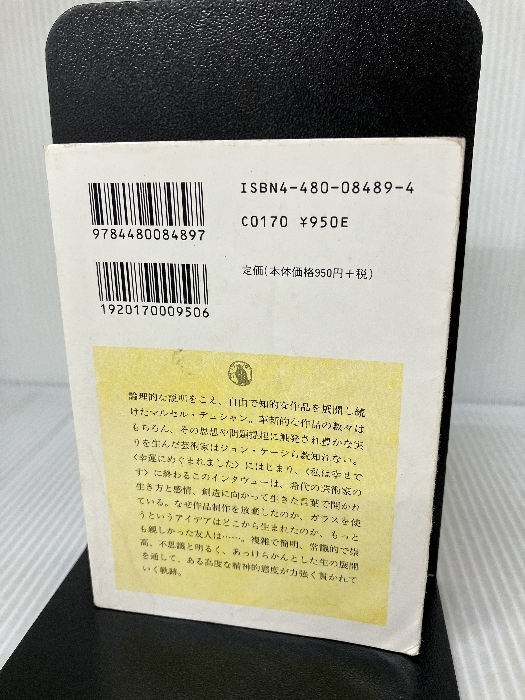 ISBN4-480-08489-4
9784480084897
C0170 ¥950E
定価(本体価格950円+税)
1920170009506
論理的な説明をこえ、自由で知的な作品を展開し続
けたマルセル・デュシャン。革新的な作品の数々は
もちろん、その思想や問題提起に触発され豊かな実
りを生んだ芸術家はジョン・ケージら数知れない。
〈幸運にめぐまれました〉にはじまり、〈私は幸せで
す〉に終わるこのインタヴューは、希代の芸術家の
生き方と感情、創造に向かって生きた言葉で開かれ
ている。なぜ作品制作を放棄したのか、ガラスを使
うというアイデアはどこから生まれたのか、もっと
も親しかった友人は……。複雑で簡明、常識的で崇
高、不思議と明るく、あっけらかんとした生の展開
を通して、ある高度な精神的態度が力強く貫かれて
いく軌跡。